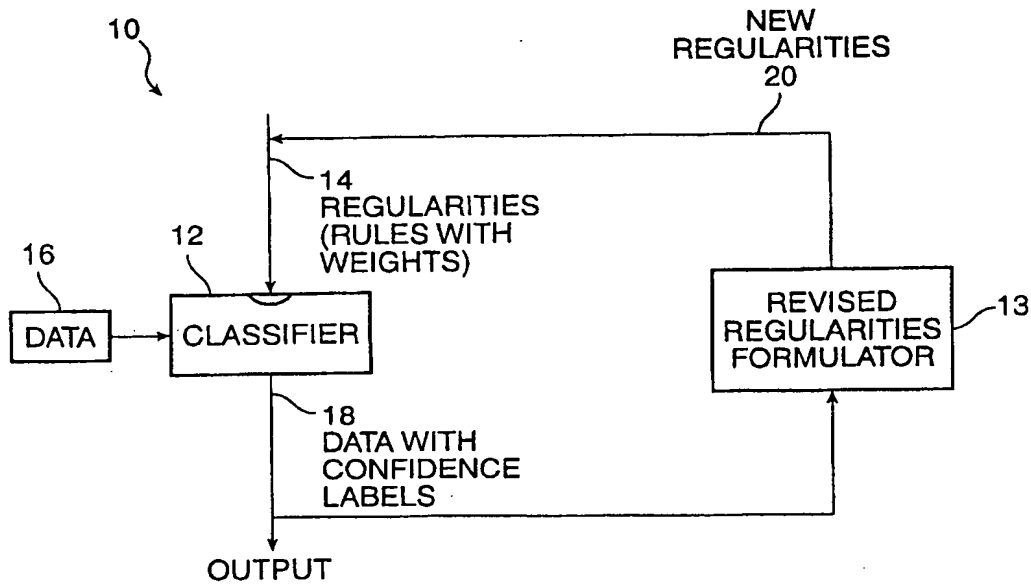 10
NEW
REGULARITIES
20
14
REGULARITIES
(RULES WITH
WEIGHTS)
16
12
DATA
CLASSIFIER
REVISED
REGULARITIES
FORMULATOR
13
18
DATA WITH
CONFIDENCE
LABELS
OUTPUT